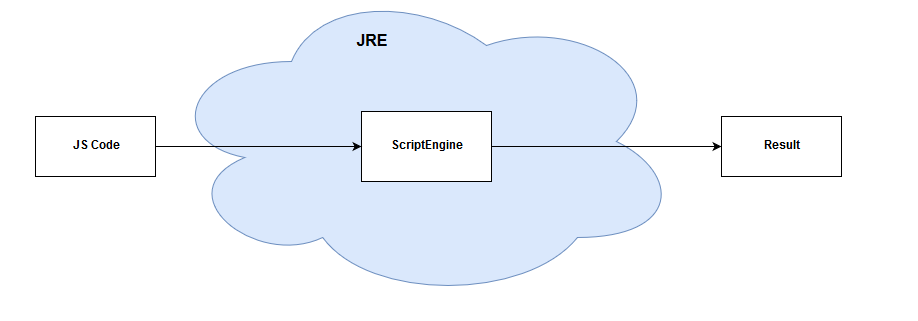 JRE
JS Code
ScriptEngine
Result